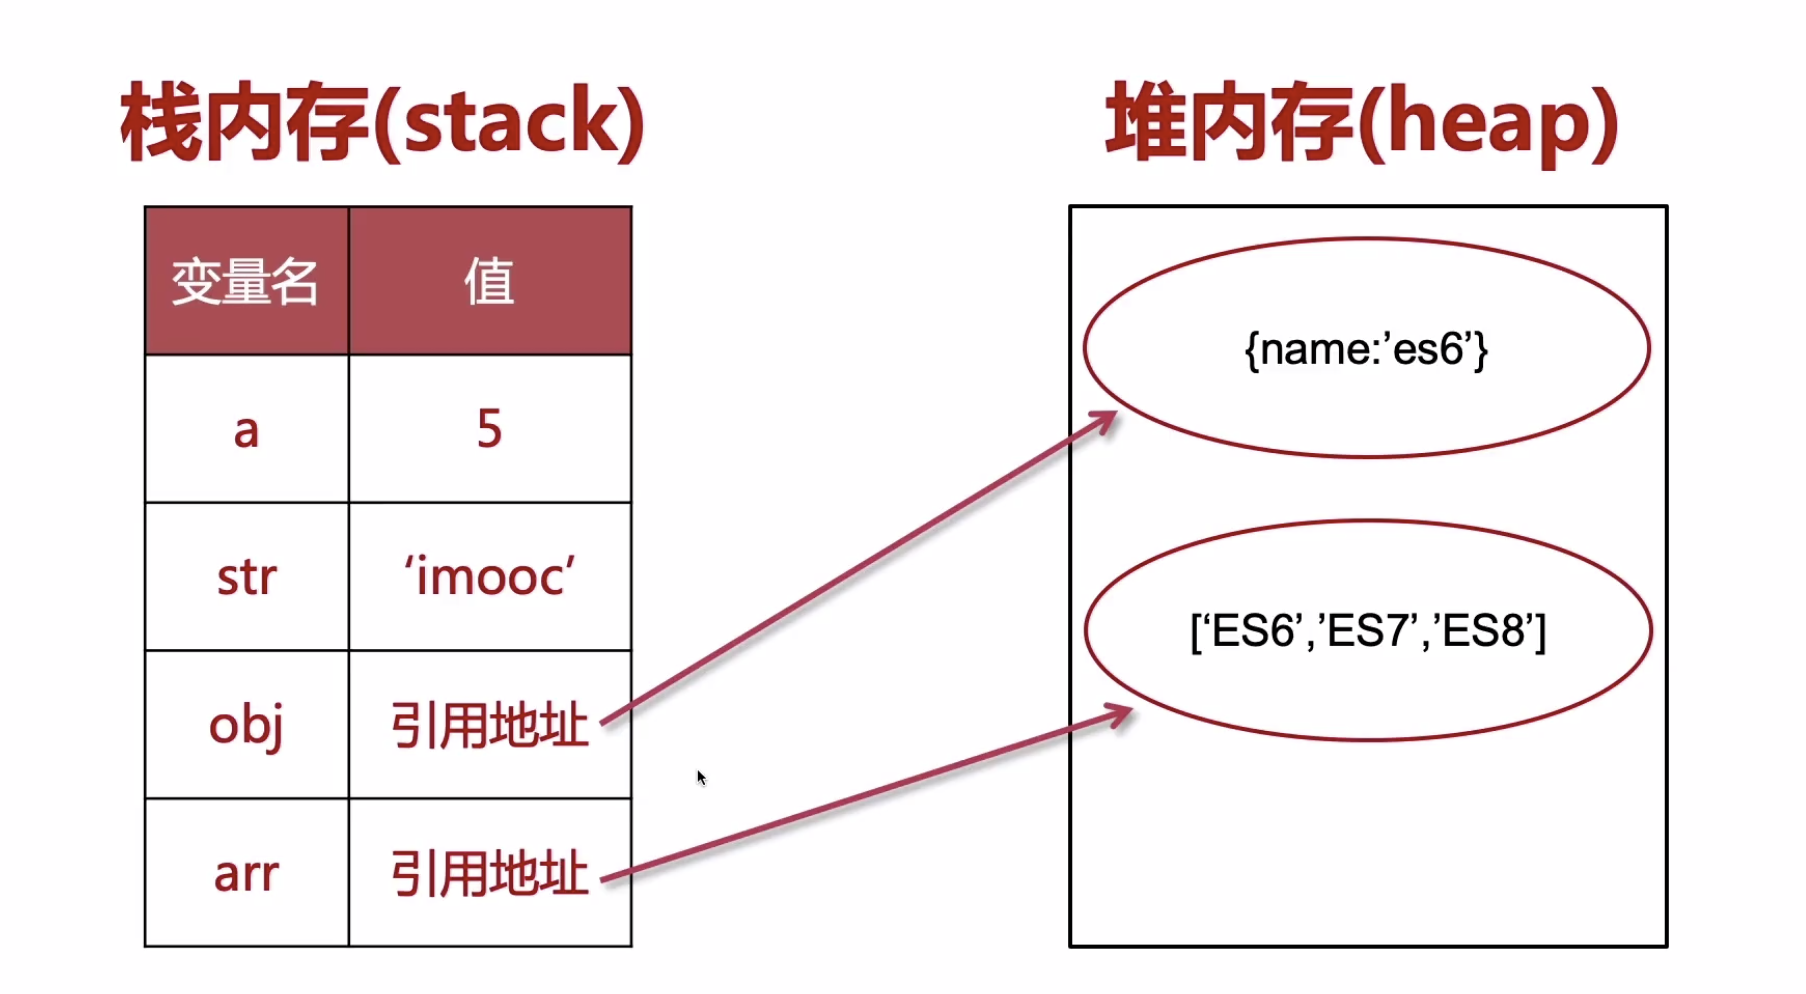 栈内存(stack)
堆内存(heap)
变量名 值
a 5
str ‘imooc’
obj 引用地址
arr 引用地址
{name:’es6’}
[‘ES6’,’ES7’,’ES8’]